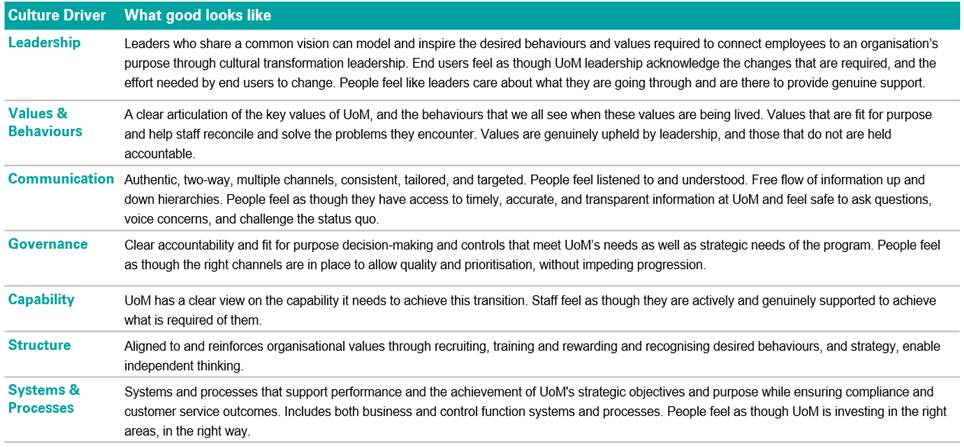 Culture Driver What good looks like
Leadership Leaders who share a common vision can model and inspire the desired behaviours and values required to connect employees to an organisation's
purpose through cultural transformation leadership. End users feel as though UoM leadership acknowledge the changes that are required, and the
effort needed by end users to change. People feel like leaders care about what they are going through and are there to provide genuine support.
Values & A clear articulation of the key values of UoM, and the behaviours that we all see when these values are being lived. Values that are fit for purpose
Behaviours and help staff reconcile and solve the problems they encounter. Values are genuinely upheld by leadership, and those that do not are held
accountable.
Communication Authentic, two-way, multiple channels, consistent, tailored, and targeted. People feel listened to and understood. Free flow of information up and
down hierarchies. People feel as though they have access to timely, accurate, and transparent information at UoM and feel safe to ask questions,
voice concerns, and challenge the status quo.
Governance Clear accountability and fit for purpose decision-making and controls that meet UoM's needs as well as strategic needs of the program. People feel
as though the right channels are in place to allow quality and prioritisation, without impeding progression.
Capability UoM has a clear view on the capability it needs to achieve this transition. Staff feel as though they are actively and genuinely supported to achieve
what is required of them.
Structure Aligned to and reinforces organisational values through recruiting, training and rewarding and recognising desired behaviours, and strategy, enable
independent thinking.
Systems & Systems and processes that support performance and the achievement of UoM's strategic objectives and purpose while ensuring compliance and
Processes customer service outcomes. Includes both business and control function systems and processes. People feel as though UoM is investing in the right
areas, in the right way.